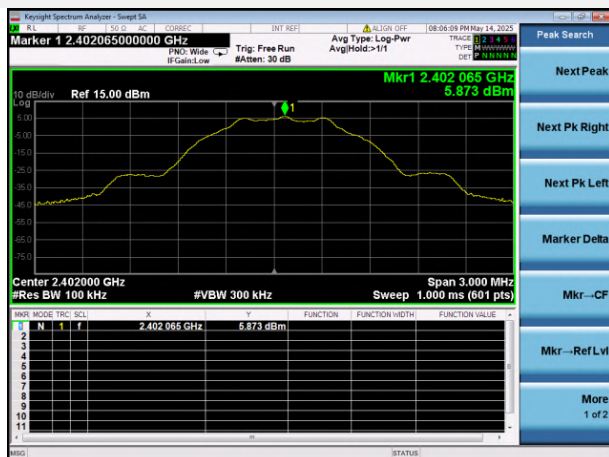 Keysight Spectrum Analyzer - Swept SA
RL RF 50 Ω AC CORREC INT REF ALIGN OFF 08:06:09 PM May 14, 2025
Marker 1 2.402065000000 GHz
PNO: Wide
IFGain:Low
Trig: Free Run
#Atten: 30 dB
Avg Type: Log-Pwr
Avg|Hold:>1/1
TRACE 1 2 3 4 5 6
TYPE M
DET P N N N N N
Peak Search
Next Peak
Next Pk Right
Next Pk Left
Marker Delta
Mkr→CF
Mkr→Ref Lvl
More
1 of 2
Mkr1 2.402 065 GHz
5.873 dBm
10 dB/div Ref 15.00 dBm
Log
1
5.00
-5.00
-15.0
-25.0
-35.0
-45.0
-55.0
-65.0
-75.0
Center 2.402000 GHz Span 3.000 MHz
#Res BW 100 kHz #VBW 300 kHz Sweep 1.000 ms (601 pts)
MKR MODE TRC SCL X Y FUNCTION FUNCTION WIDTH FUNCTION VALUE
1 N 1 f 2.402 065 GHz 5.873 dBm
2
3
4
5
6
7
8
9
10
11
MSG STATUS